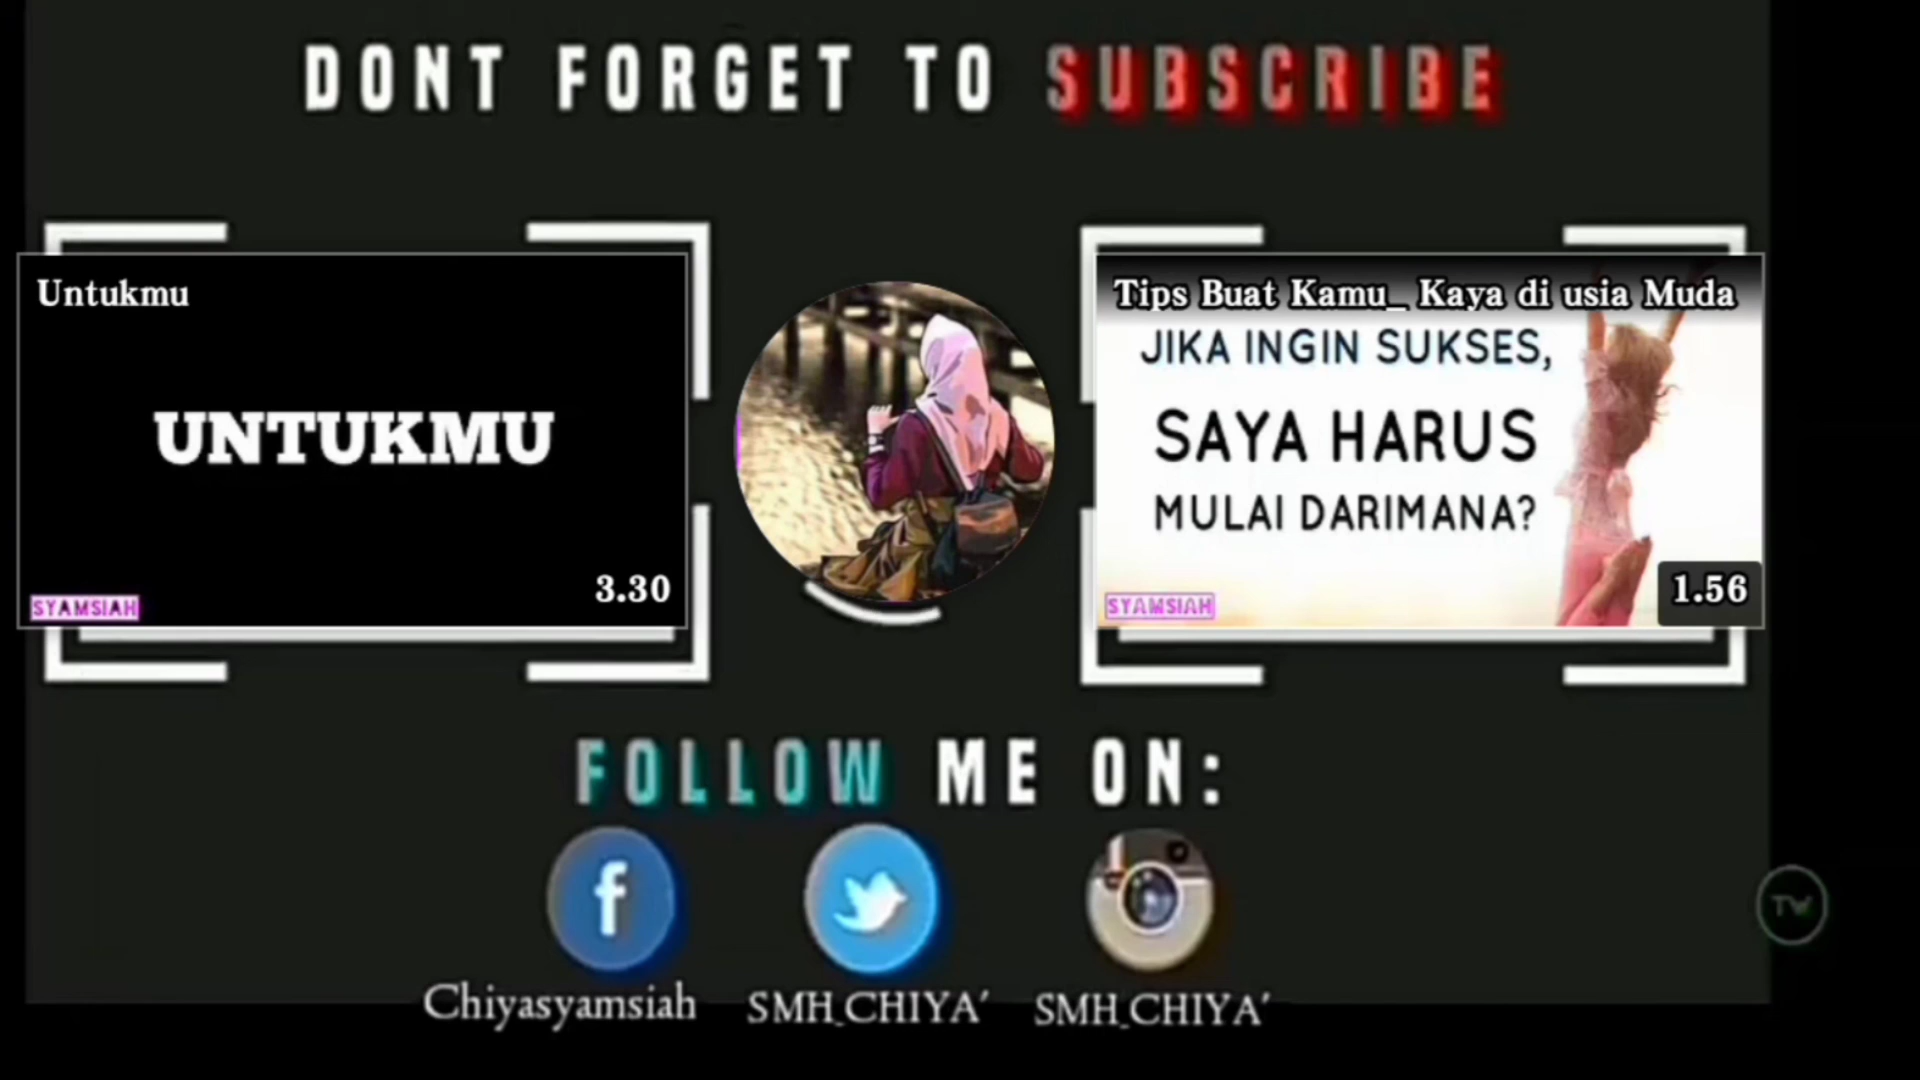 DONT FORGET TO SUBSCRIBE
Untukmu
UNTUKMU
3.30
SYAMSIAH
Tips Buat Kamu_ Kaya di usia Muda
JIKA INGIN SUKSES,
SAYA HARUS
MULAI DARIMANA?
1.56
SYAMSIAH
FOLLOW ME ON:
f
Chiyasyamsiah
SMH_CHIYA'
SMH_CHIYA'
TW